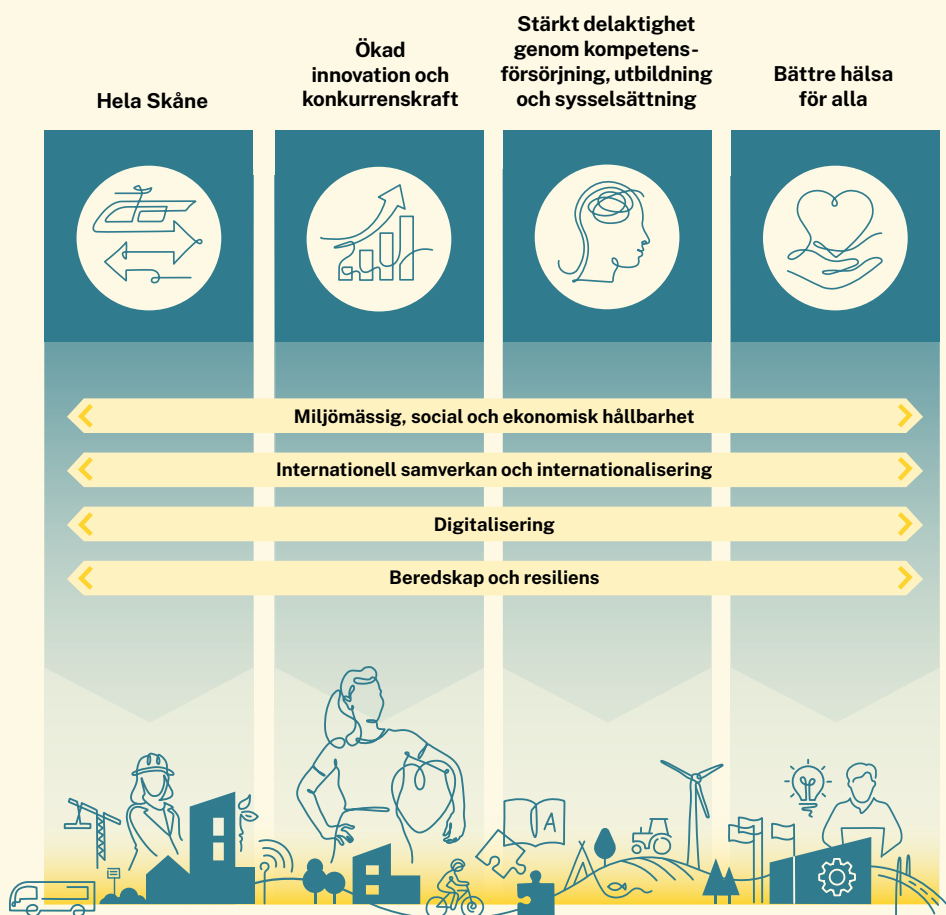 Hela Skåne
Ökad
innovation och
konkurrenskraft
Stärkt delaktighet
genom kompetens-
försörjning, utbildning
och sysselsättning
Bättre hälsa
för alla
Miljömässig, social och ekonomisk hållbarhet
Internationell samverkan och internationalisering
Digitalisering
Beredskap och resiliens
A